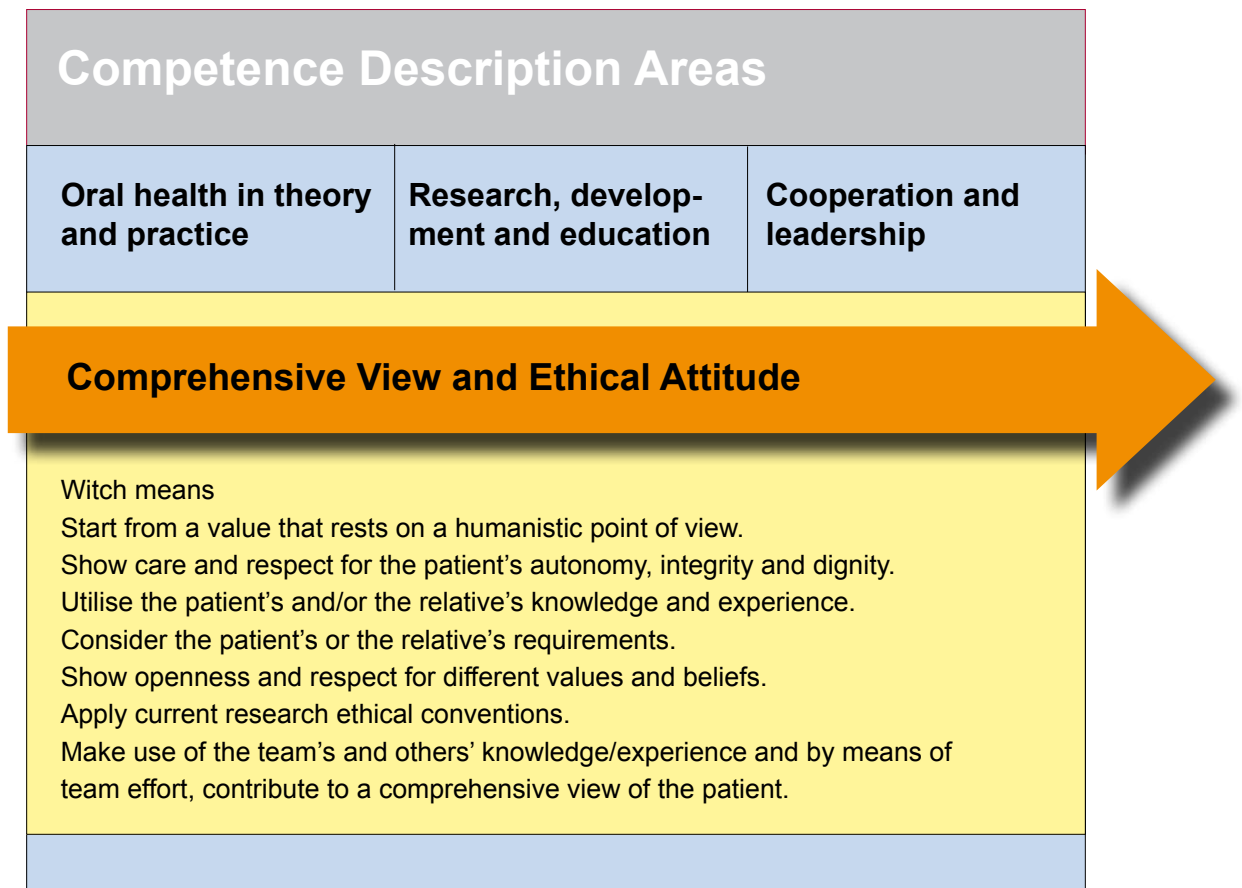 Competence Description Areas
Oral health in theory
and practice
Research, develop-
ment and education
Cooperation and
leadership
Comprehensive View and Ethical Attitude
Witch means
Start from a value that rests on a humanistic point of view.
Show care and respect for the patient’s autonomy, integrity and dignity.
Utilise the patient’s and/or the relative’s knowledge and experience.
Consider the patient’s or the relative’s requirements.
Show openness and respect for different values and beliefs.
Apply current research ethical conventions.
Make use of the team’s and others’ knowledge/experience and by means of
team effort, contribute to a comprehensive view of the patient.